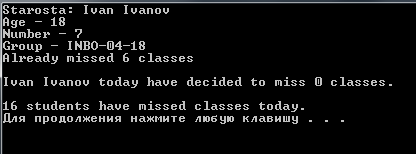 Starosta: Ivan Ivanov
Age - 18
Number - 7
Group - INBO-04-18
Already missed 6 classes
Ivan Ivanov today have decided to miss 0 classes.
16 students have missed classes today.
Для продолжения нажмите любую клавишу . . .